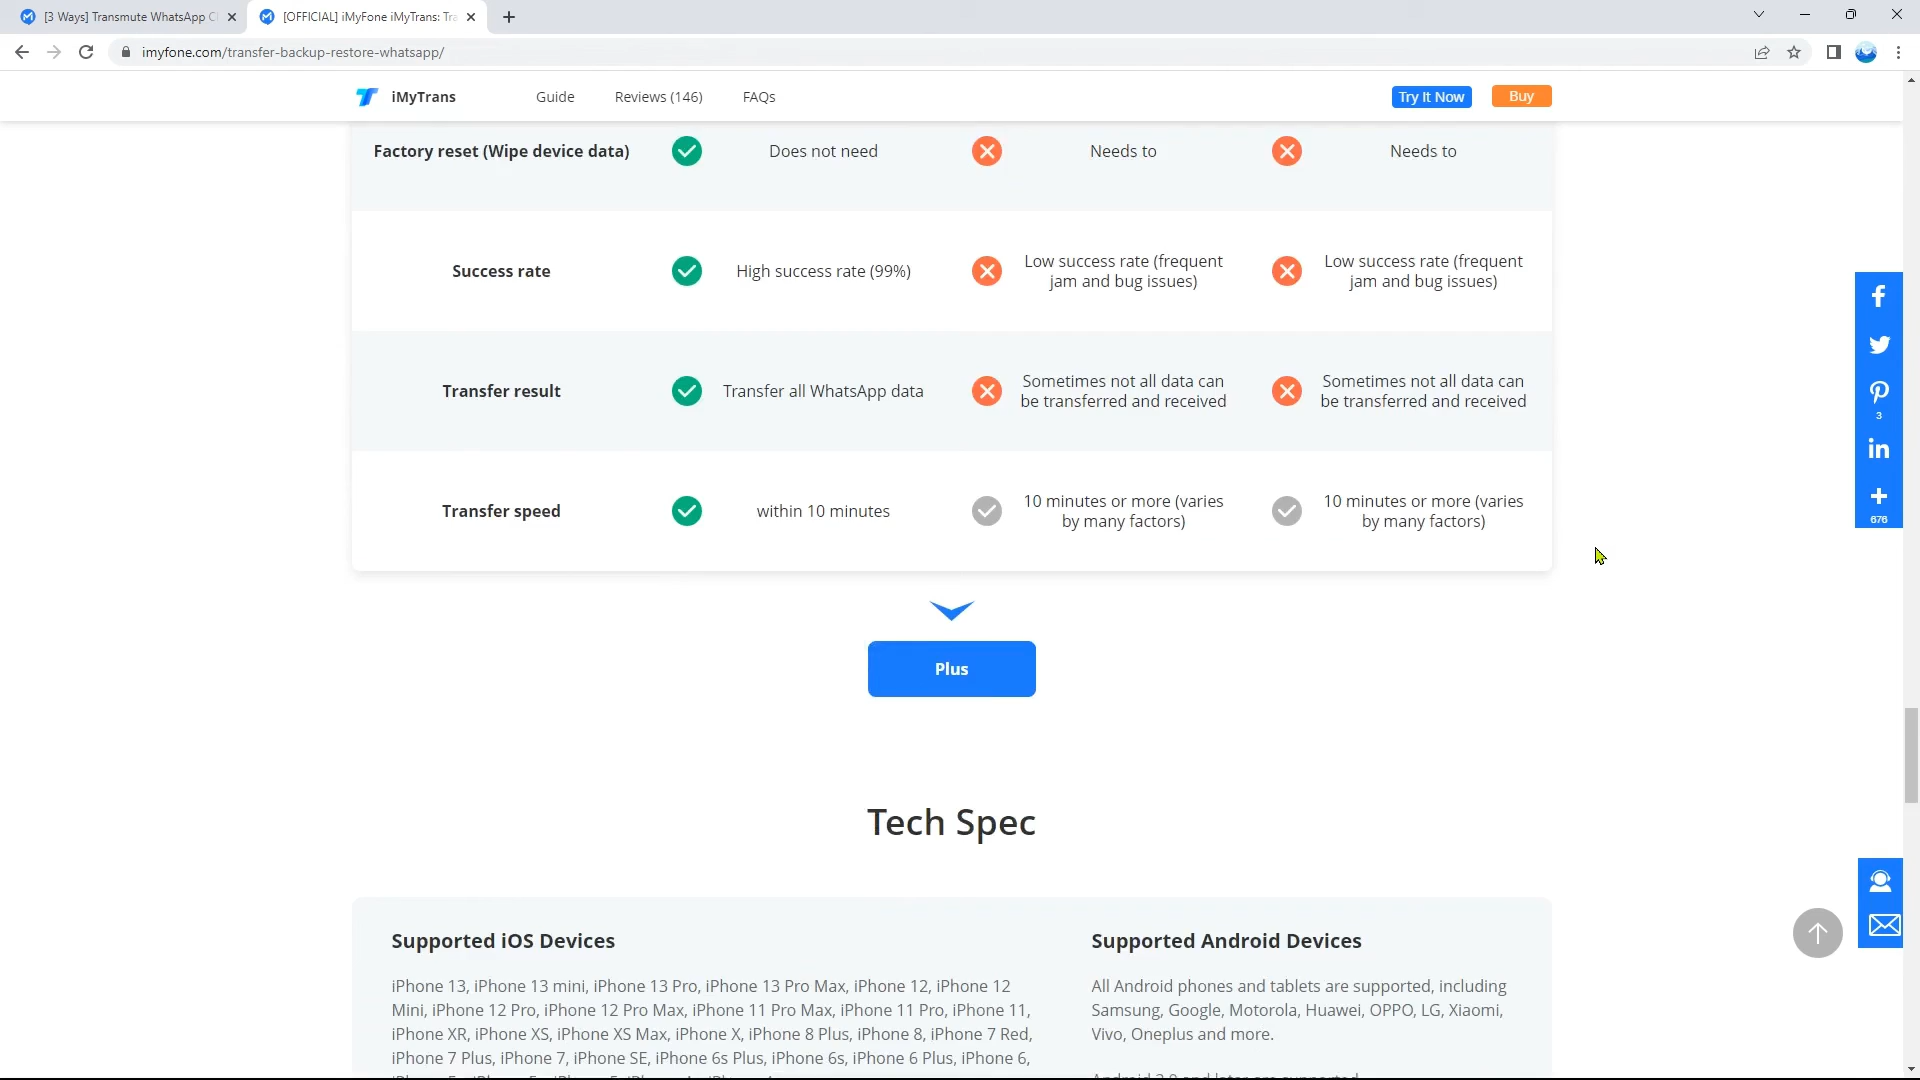 [3 Ways] Transmute WhatsApp C
[OFFICIAL] iMyFone iMyTrans: Tra
imyfone.com/transfer-backup-restore-whatsapp/
iMyTrans
Guide
Reviews (146)
FAQs
Try It Now
Buy
Factory reset (Wipe device data)
Does not need
Needs to
Needs to
Success rate
High success rate (99%)
Low success rate (frequent
jam and bug issues)
Low success rate (frequent
jam and bug issues)
Transfer result
Transfer all WhatsApp data
Sometimes not all data can
be transferred and received
Sometimes not all data can
be transferred and received
Transfer speed
within 10 minutes
10 minutes or more (varies
by many factors)
10 minutes or more (varies
by many factors)
3
in
676
Plus
Tech Spec
Supported iOS Devices
iPhone 13, iPhone 13 mini, iPhone 13 Pro, iPhone 13 Pro Max, iPhone 12, iPhone 12
Mini, iPhone 12 Pro, iPhone 12 Pro Max, iPhone 11 Pro Max, iPhone 11 Pro, iPhone 11,
iPhone XR, iPhone XS, iPhone XS Max, iPhone X, iPhone 8 Plus, iPhone 8, iPhone 7 Red,
iPhone 7 Plus, iPhone 7, iPhone SE, iPhone 6s Plus, iPhone 6s, iPhone 6 Plus, iPhone 6,
Supported Android Devices
All Android phones and tablets are supported, including
Samsung, Google, Motorola, Huawei, OPPO, LG, Xiaomi,
Vivo, Oneplus and more.